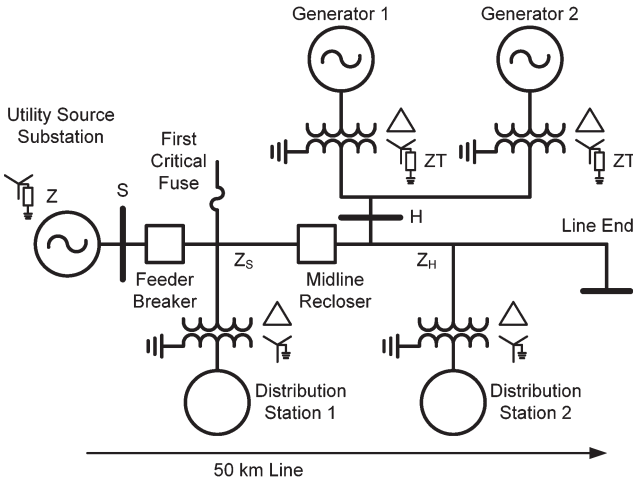 Generator 1
Generator 2
Utility Source
Substation
First
Critical
Fuse
ZT
ZT
Z
S
H
Line End
Feeder
Breaker
ZS
Midline
Recloser
ZH
Distribution
Station 1
Distribution
Station 2
50 km Line